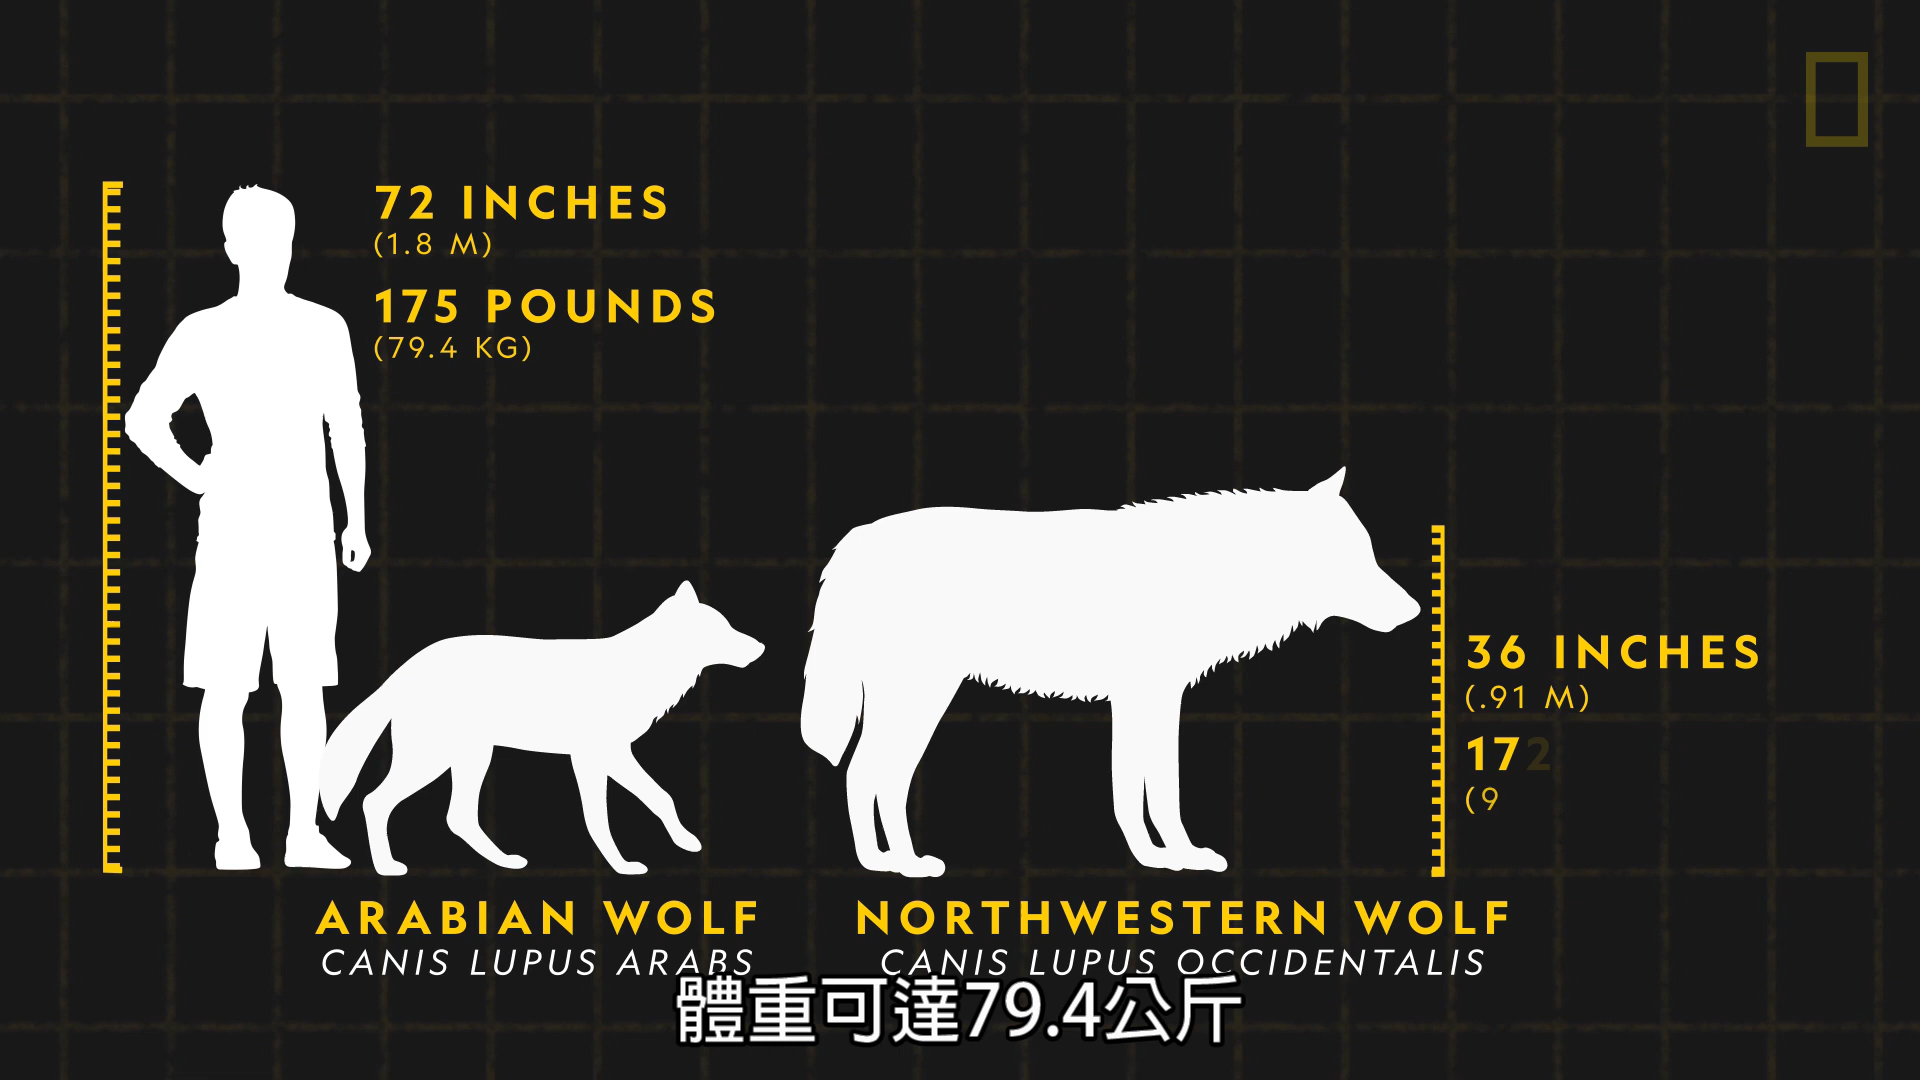 72 INCHES
(1.8 M)
175 POUNDS
(79.4 KG)
36 INCHES
(.91 M)
172
(9
ARABIAN WOLF
CANIS LUPUS ARABS
NORTHWESTERN WOLF
CANIS LUPUS OCCIDENTALIS
體重可達79.4公斤